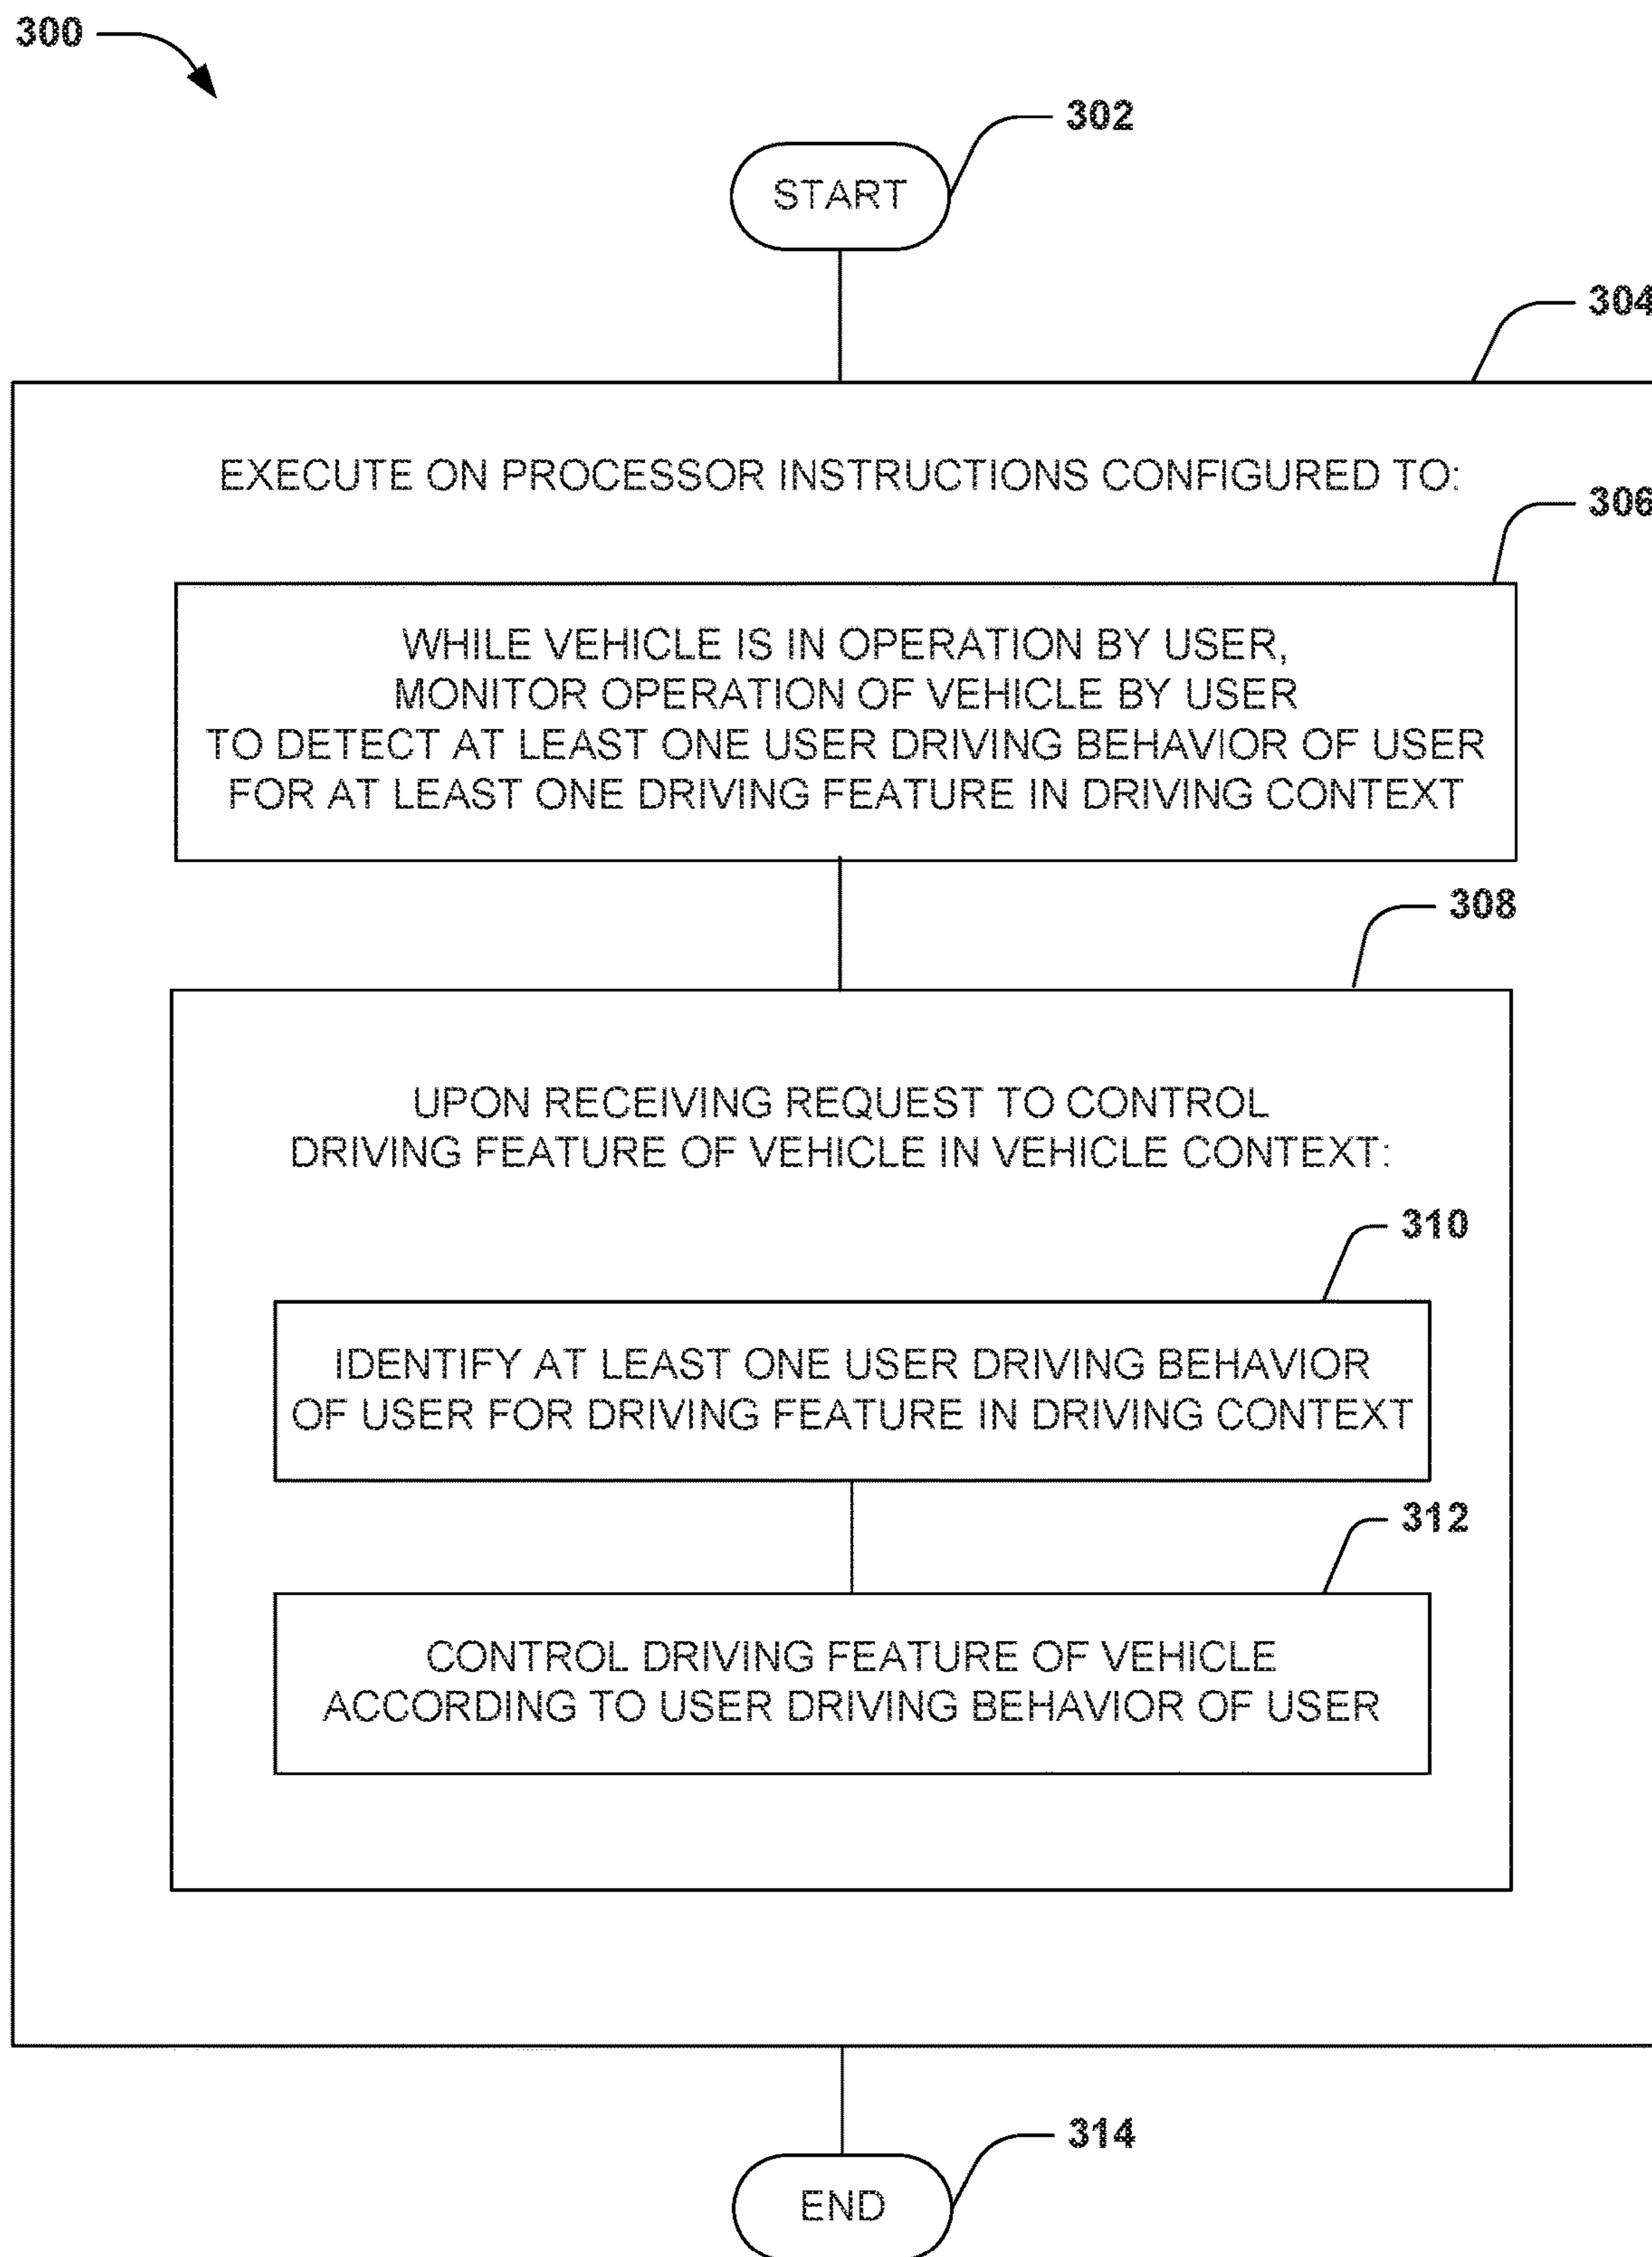 300
302
START
304
EXECUTE ON PROCESSOR INSTRUCTIONS CONFIGURED TO:
306
WHILE VEHICLE IS IN OPERATION BY USER,
MONITOR OPERATION OF VEHICLE BY USER
TO DETECT AT LEAST ONE USER DRIVING BEHAVIOR OF USER
FOR AT LEAST ONE DRIVING FEATURE IN DRIVING CONTEXT
308
UPON RECEIVING REQUEST TO CONTROL
DRIVING FEATURE OF VEHICLE IN VEHICLE CONTEXT:
310
IDENTIFY AT LEAST ONE USER DRIVING BEHAVIOR
OF USER FOR DRIVING FEATURE IN DRIVING CONTEXT
312
CONTROL DRIVING FEATURE OF VEHICLE
ACCORDING TO USER DRIVING BEHAVIOR OF USER
314
END